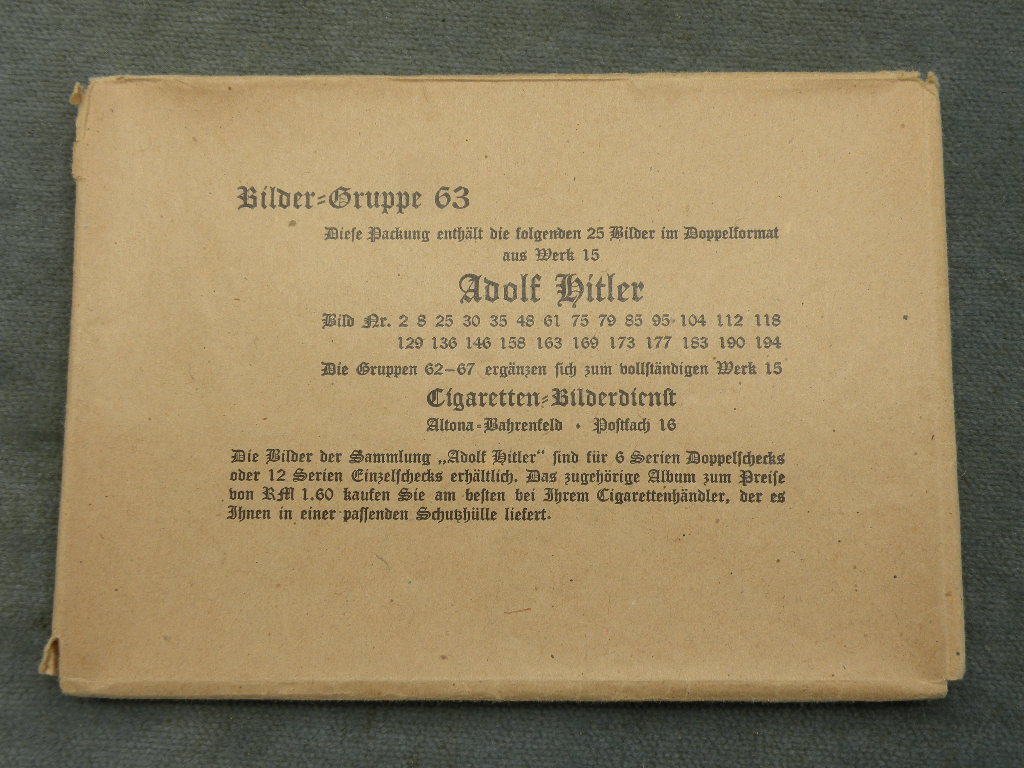 Bilder-Gruppe 63
Diese Packung enthält die folgenden 25 Bilder im Doppelformat
aus Werk 15
Adolf Hitler
Bild Nr. 2 8 25 30 35 48 61 75 79 85 95 104 112 118
129 136 146 158 163 169 173 177 183 190 194
Die Gruppen 62–67 ergänzen sich zum vollständigen Werk 15
Cigaretten-Bilderdienst
Altona-Bahrenfeld • Postfach 16
Die Bilder der Sammlung „Adolf Hitler“ sind für 6 Serien Doppelschecks
oder 12 Serien Einzelschecks erhältlich. Das zugehörige Album zum Preise
von RM 1.60 kaufen Sie am besten bei Ihrem Cigarettenhändler, der es
Ihnen in einer passenden Schutzhülle liefert.